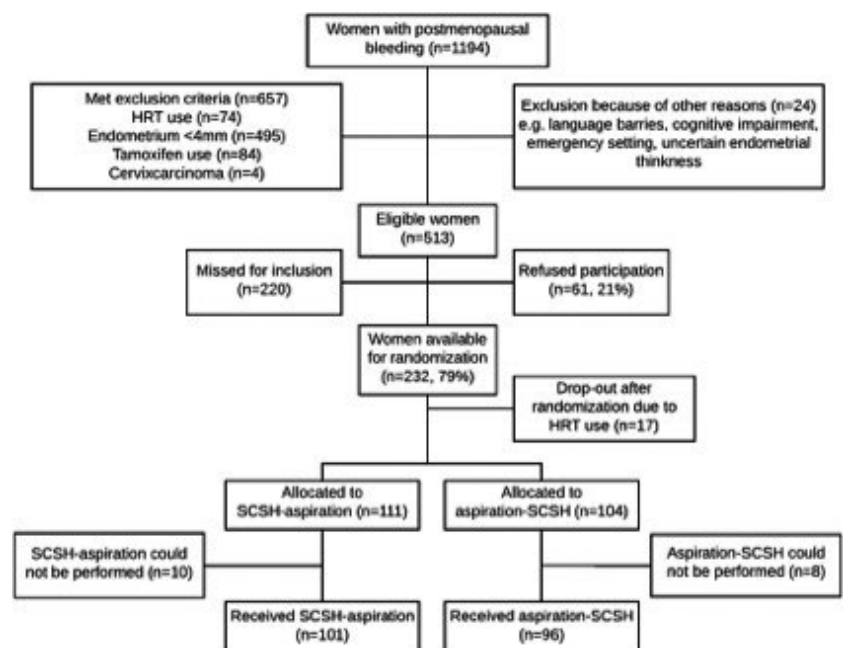 Women with postmenopausal
bleeding (n=1194)
Met exclusion criteria (n=657)
HRT use (n=74)
Endometrium <4mm (n=495)
Tamoxifen use (n=84)
Cervixcarcinoma (n=4)
Exclusion because of other reasons (n=24)
e.g. language barries, cognitive impairment,
emergency setting, uncertain endometrial
thinkness
Eligible women
(n=513)
Missed for inclusion
(n=220)
Refused participation
(n=61, 21%)
Women available
for randomization
(n=232, 79%)
Drop-out after
randomization due to
HRT use (n=17)
Allocated to
SCSH-aspiration (n=111)
Allocated to
aspiration-SCSH (n=104)
SCSH-aspiration could
not be performed (n=10)
Aspiration-SCSH could
not be performed (n=8)
Received SCSH-aspiration
(n=101)
Received aspiration-SCSH
(n=96)